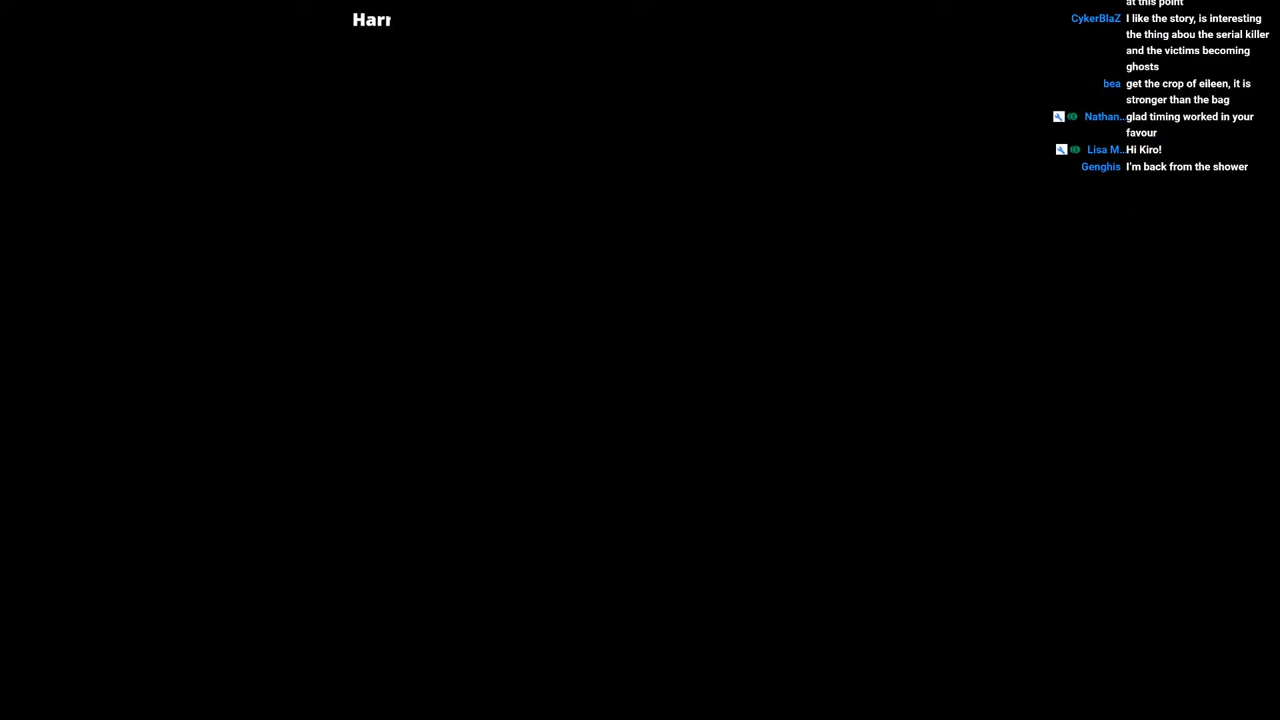 Harr
at this point
CykerBlaZ I like the story, is interesting
the thing abou the serial killer
and the victims becoming
ghosts
bea get the crop of eileen, it is
stronger than the bag
Nathan.. glad timing worked in your
favour
Lisa M.. Hi Kiro!
Genghis I'm back from the shower